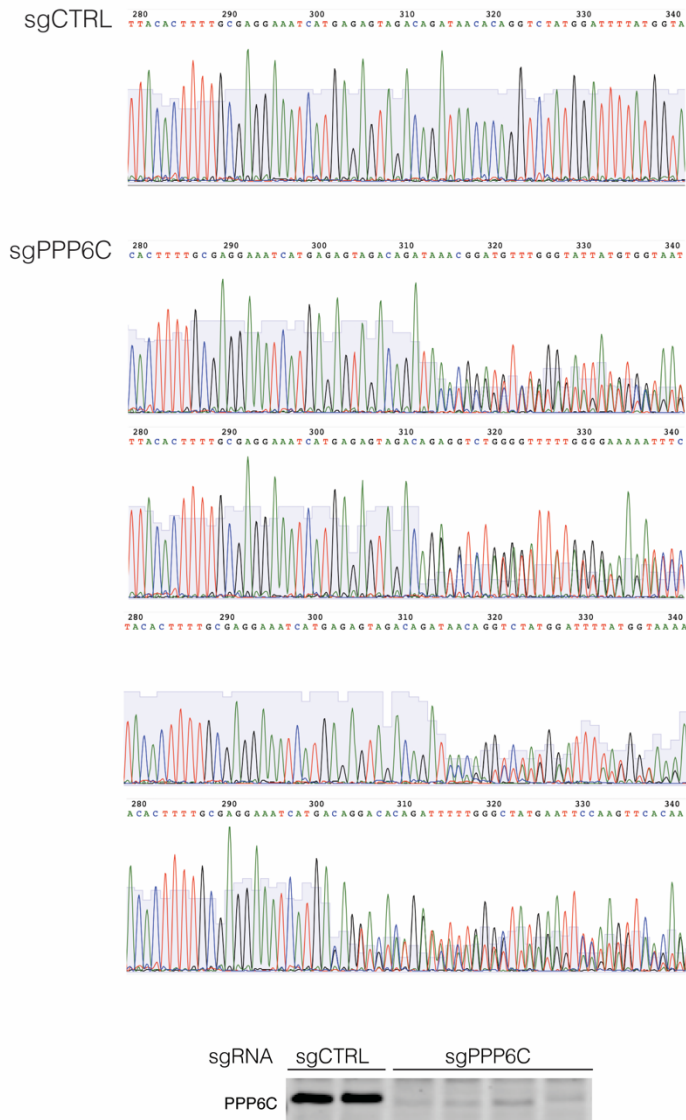 280 290 300 310 320 330 340
sgCTRL TTACACTTTTGCGAGGAAATCATGAGAGTAGACAGATAACACAGGTCTATGGATTTTATGGTA
280 290 300 310 320 330 340
sgPPP6C CACTTTTGCGAGGAAATCATGAGAGTAGACAGATAAACGGATGTTTGGGTATTATGTGGTAAT
280 290 300 310 320 330 340
TTACACTTTTGCGAGGAAATCATGAGAGTAGACAGAGGTCTGGGGTTTTTGGGGAAAAATTTC
280 290 300 310 320 330 340
TACACTTTTGCGAGGAAATCATGAGAGTAGACAGATAACAGGTCTATGGATTTTATGGTAAAA
280 290 300 310 320 330 340
ACACTTTTGCGAGGAAATCATGACAGGACACAGATTTTTGGGCTATGAATTCCAAGTTCACAA
sgRNA sgCTRL sgPPP6C
PPP6C